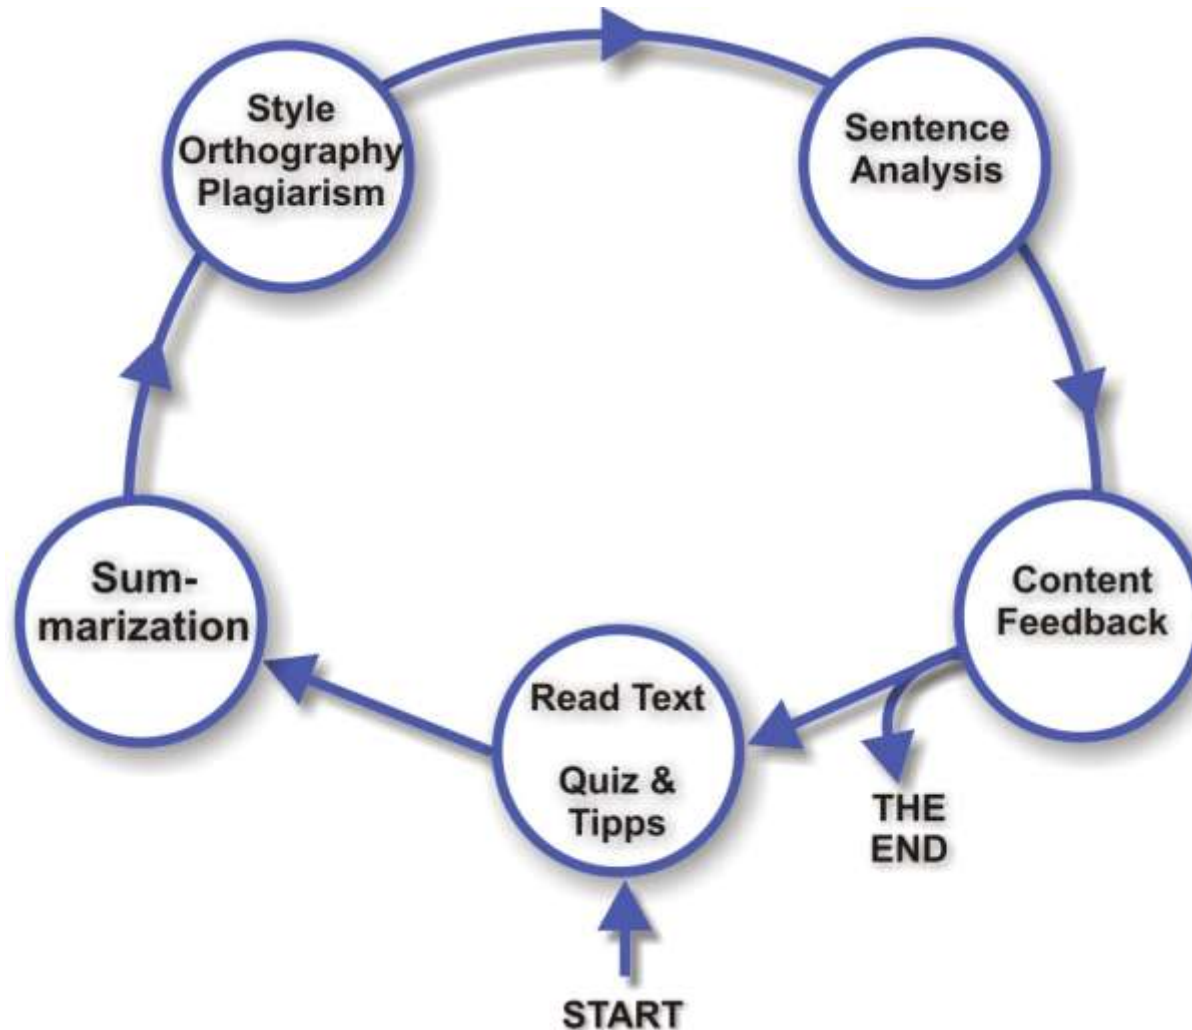 Style
Orthography
Plagiarism
Sentence
Analysis
Content
Feedback
Sum-
marization
Read Text
Quiz &
Tipps
THE
END
START